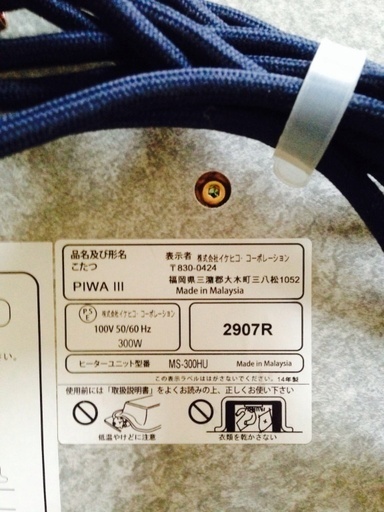 品名及び形名
こたつ
PIWA III
表示者 株式会社イケヒコ・コーポレーション
〒830-0424
福岡県三潴郡大木町三八松1052
Made in Malaysia
PSE
株式会社イケヒコ・コーポレーション
100V 50/60 Hz
300W
2907R
ヒーターユニット型番 MS-300HU Made in Malaysia
この表示ラベルははがさないでください。 14年製
使用前には「取扱説明書」をよくお読みの上、正しくお使い下さい
低温やけどに注意
衣類を乾かさない
い。